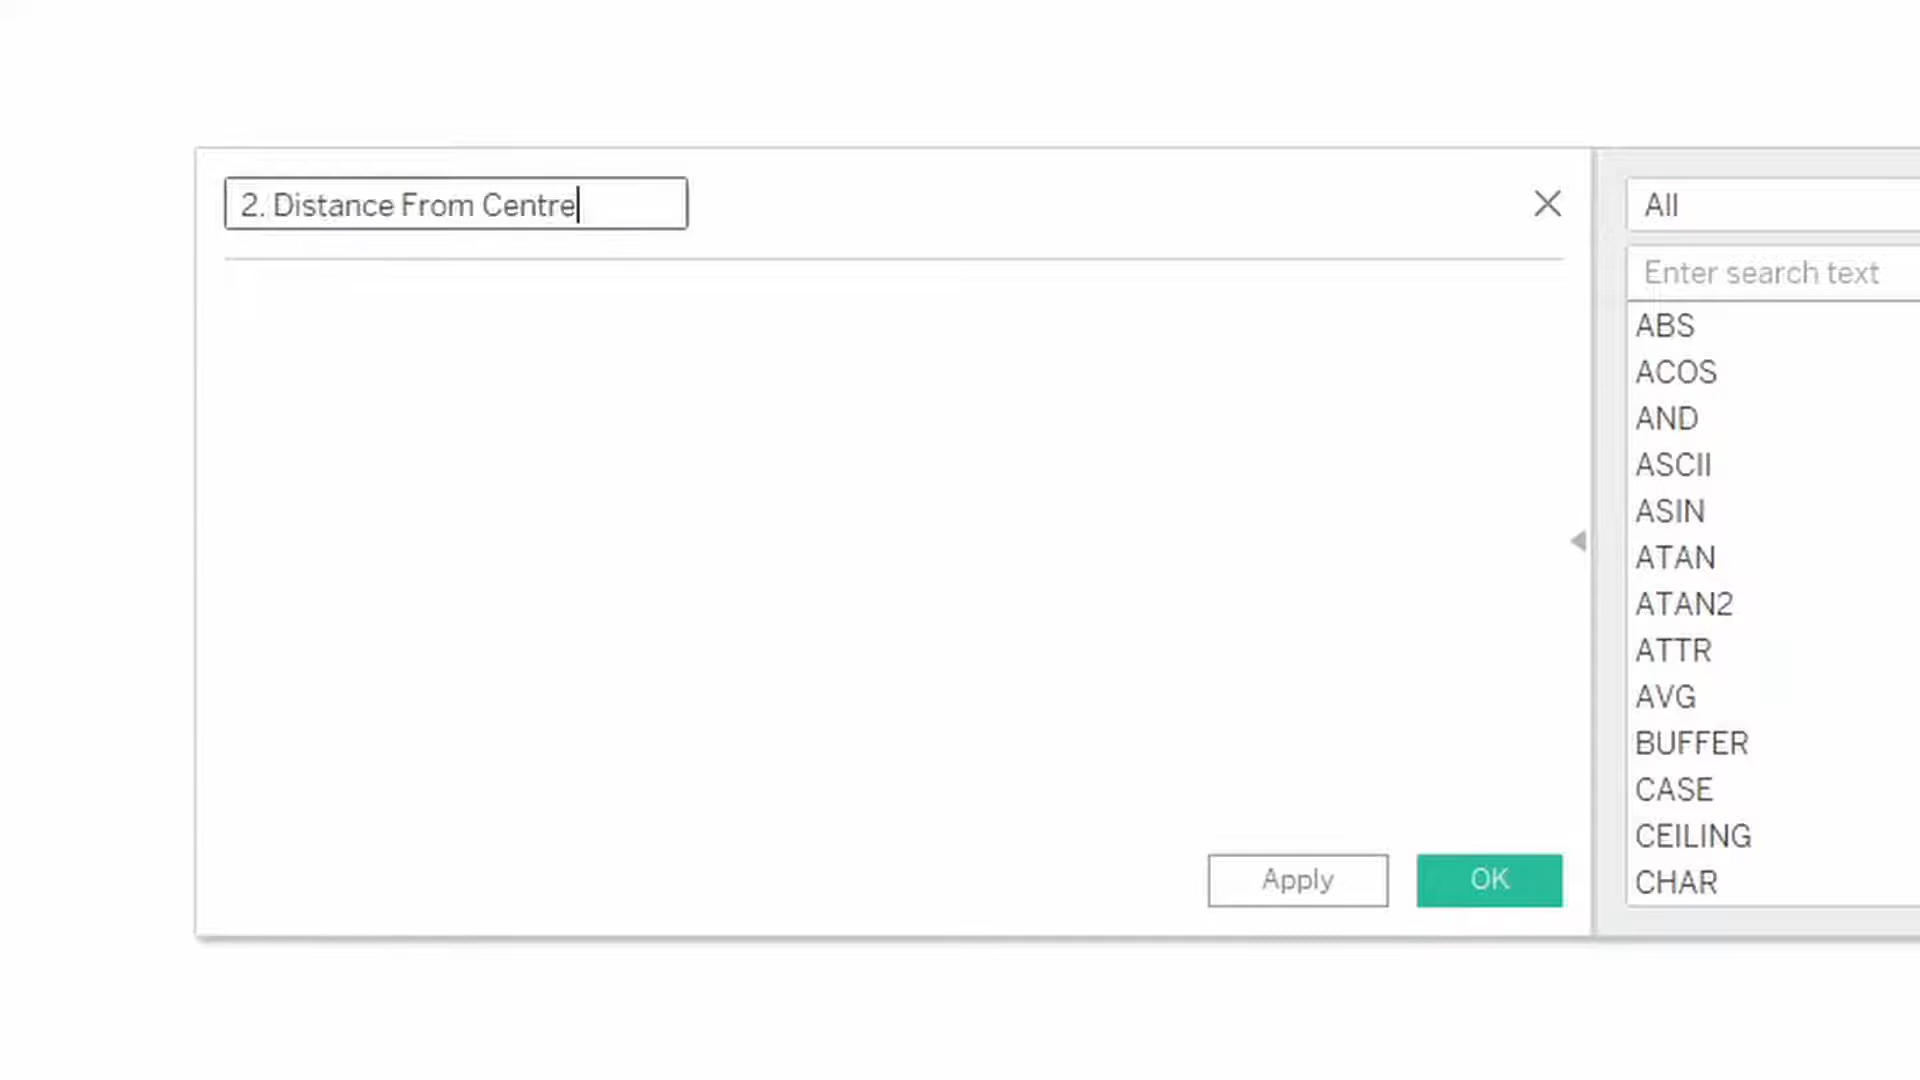 2. Distance From Centre
All
Enter search text
ABS
ACOS
AND
ASCII
ASIN
ATAN
ATAN2
ATTR
AVG
BUFFER
CASE
CEILING
CHAR
Apply
OK